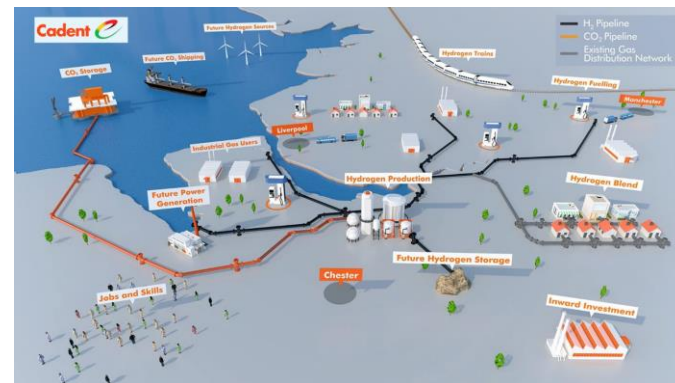 Cadent
Future Hydrogen Sources
H₂ Pipeline
CO₂ Pipeline
Existing Gas
Distribution Network
Future CO₂ Shipping
Hydrogen Trains
CO₂ Storage
Hydrogen Fuelling
Manchester
Liverpool
Industrial Gas Users
Hydrogen Production
Hydrogen Blend
Future Power
Generation
Future Hydrogen Storage
Chester
Jobs and Skills
Inward Investment